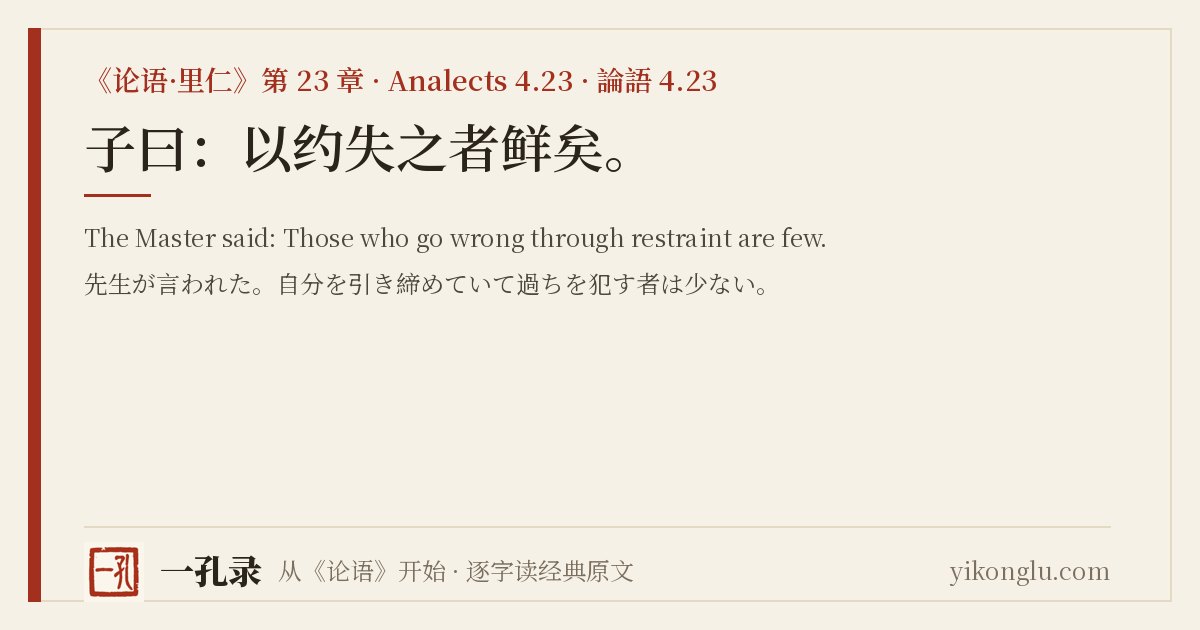 《论语·里仁》第 23 章 · Analects 4.23 · 論語 4.23
子曰：以约失之者鲜矣。
The Master said: Those who go wrong through restraint are few.
先生が言われた。自分を引き締めていて過ちを犯す者は少ない。
一孔
一孔录 从《论语》开始 · 逐字读经典原文
yikonglu.com